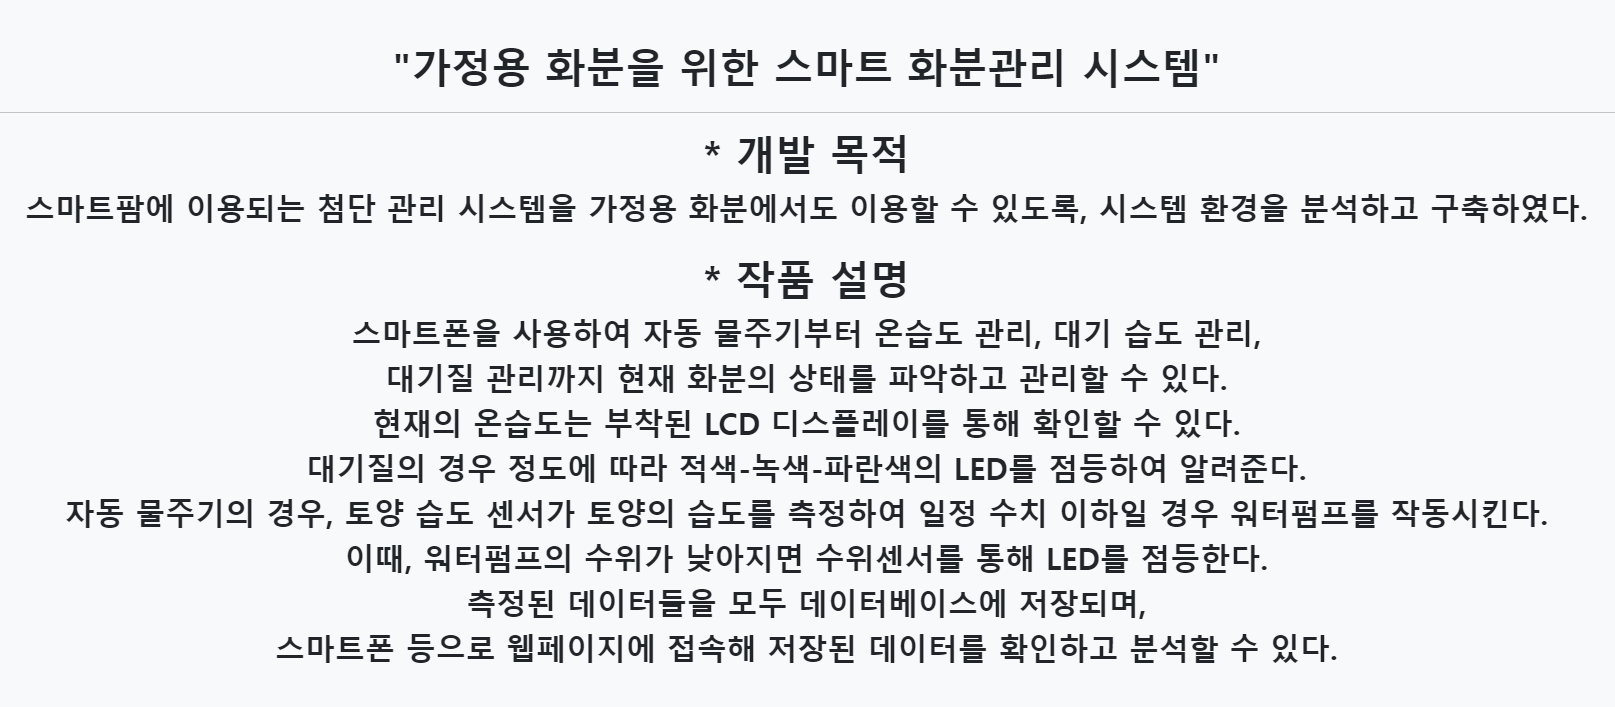 "가정용 화분을 위한 스마트 화분관리 시스템"
* 개발 목적
스마트팜에 이용되는 첨단 관리 시스템을 가정용 화분에서도 이용할 수 있도록, 시스템 환경을 분석하고 구축하였다.
* 작품 설명
스마트폰을 사용하여 자동 물주기부터 온습도 관리, 대기 습도 관리,
대기질 관리까지 현재 화분의 상태를 파악하고 관리할 수 있다.
현재의 온습도는 부착된 LCD 디스플레이를 통해 확인할 수 있다.
대기질의 경우 정도에 따라 적색-녹색-파란색의 LED를 점등하여 알려준다.
자동 물주기의 경우, 토양 습도 센서가 토양의 습도를 측정하여 일정 수치 이하일 경우 워터펌프를 작동시킨다.
이때, 워터펌프의 수위가 낮아지면 수위센서를 통해 LED를 점등한다.
측정된 데이터들을 모두 데이터베이스에 저장되며,
스마트폰 등으로 웹페이지에 접속해 저장된 데이터를 확인하고 분석할 수 있다.